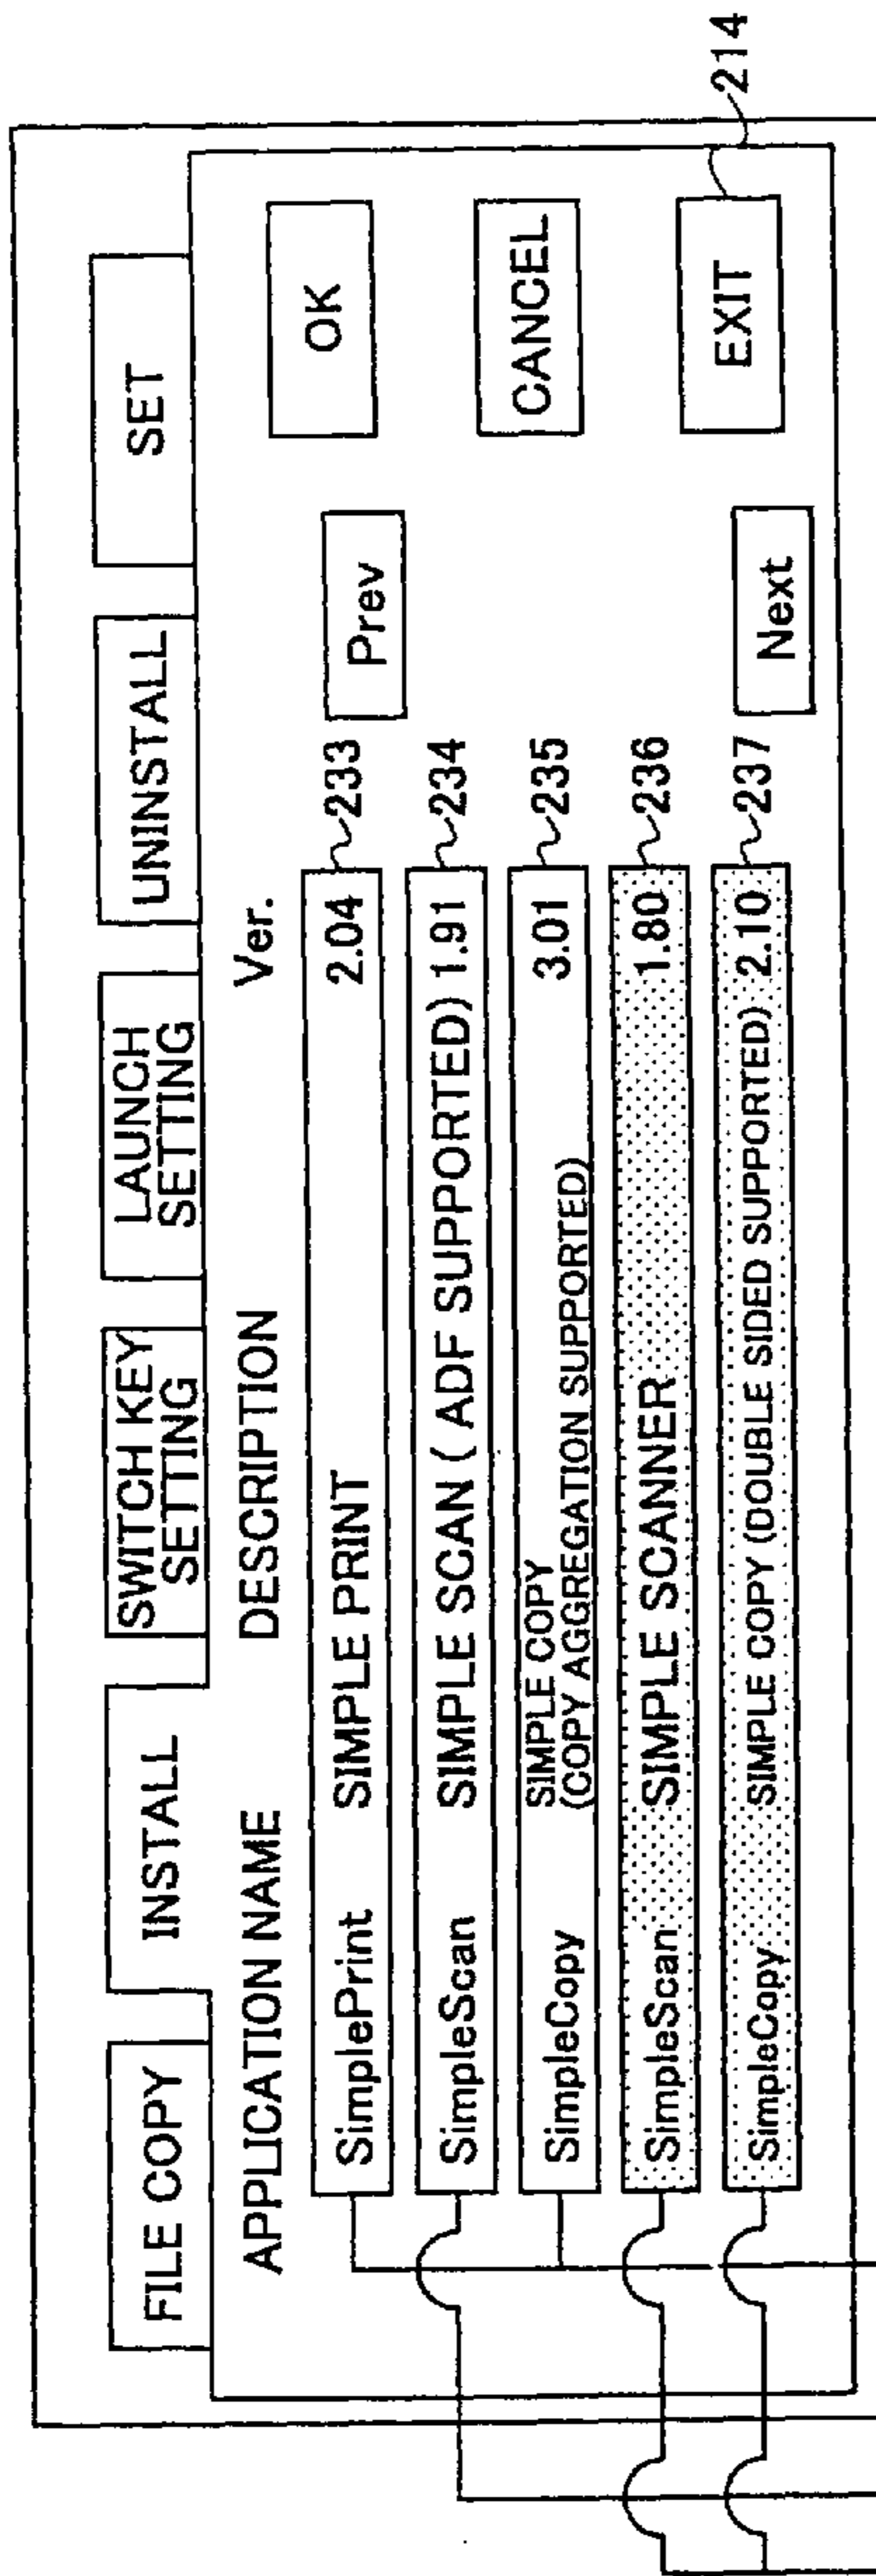 FILE COPY
INSTALL
SWITCH KEY
SETTING
LAUNCH
SETTING
UNINSTALL
SET
APPLICATION NAME DESCRIPTION Ver.
SimplePrint SIMPLE PRINT 2.04 233
SimpleScan SIMPLE SCAN ( ADF SUPPORTED) 1.91 234
SimpleCopy SIMPLE COPY
(COPY AGGREGATION SUPPORTED) 3.01 235
SimpleScan SIMPLE SCANNER 1.80 236
SimpleCopy SIMPLE COPY (DOUBLE SIDED SUPPORTED) 2.10 237
Prev
Next
OK
CANCEL
EXIT
214